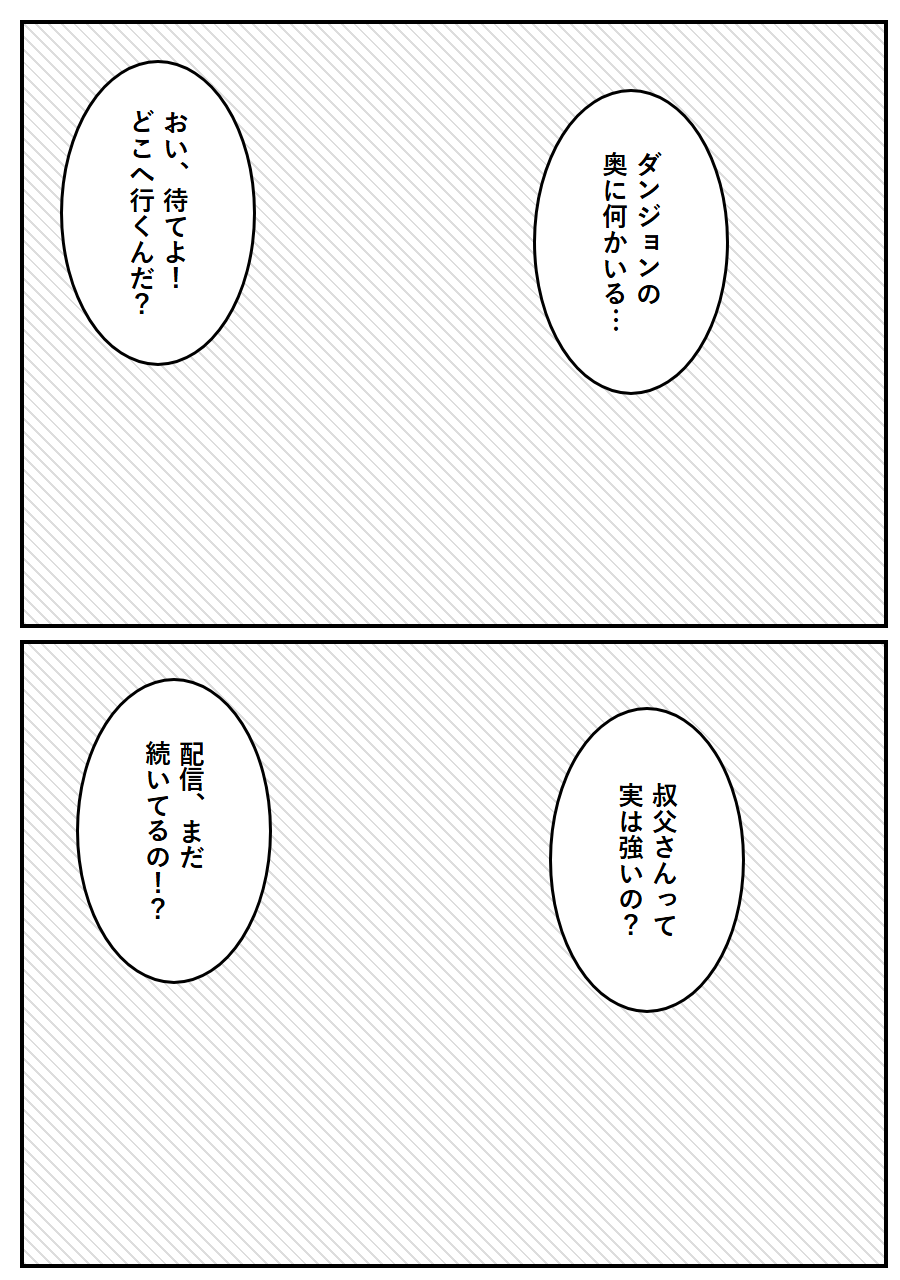 ダンジョンの
奥に何かいる…
おい、待てよ！
どこへ行くんだ？
叔父さんって
実は強いの？
配信、まだ
続いてるの！？